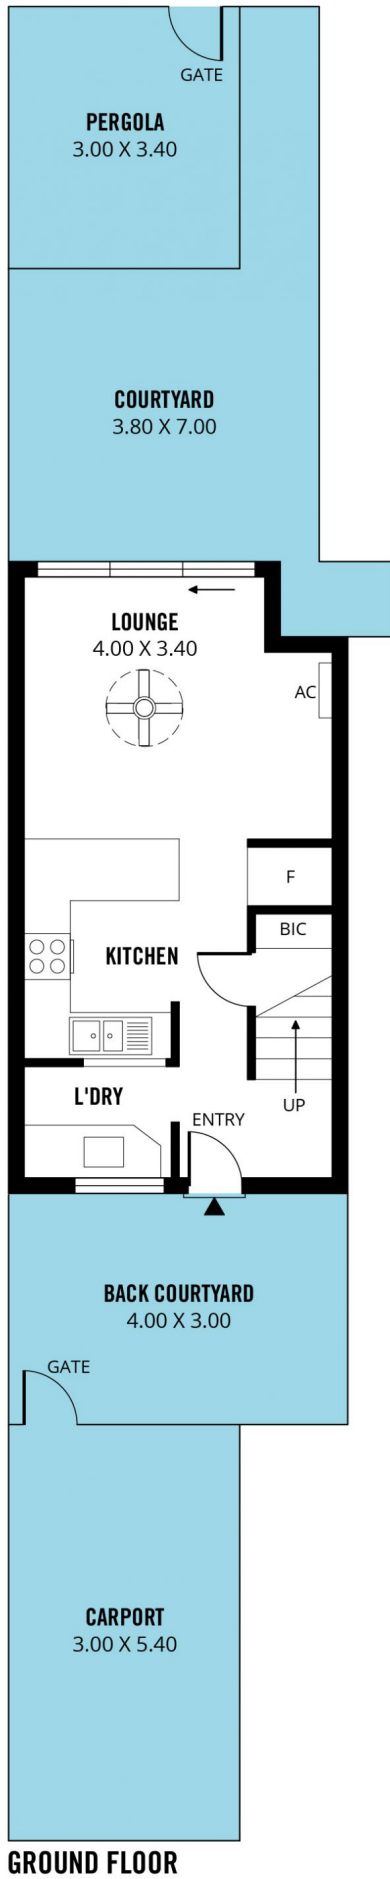 GATE
PERGOLA
3.00 X 3.40
COURTYARD
3.80 X 7.00
LOUNGE
4.00 X 3.40
AC
F
BIC
KITCHEN
L'DRY
UP
ENTRY
BACK COURTYARD
4.00 X 3.00
GATE
CARPORT
3.00 X 5.40
GROUND FLOOR